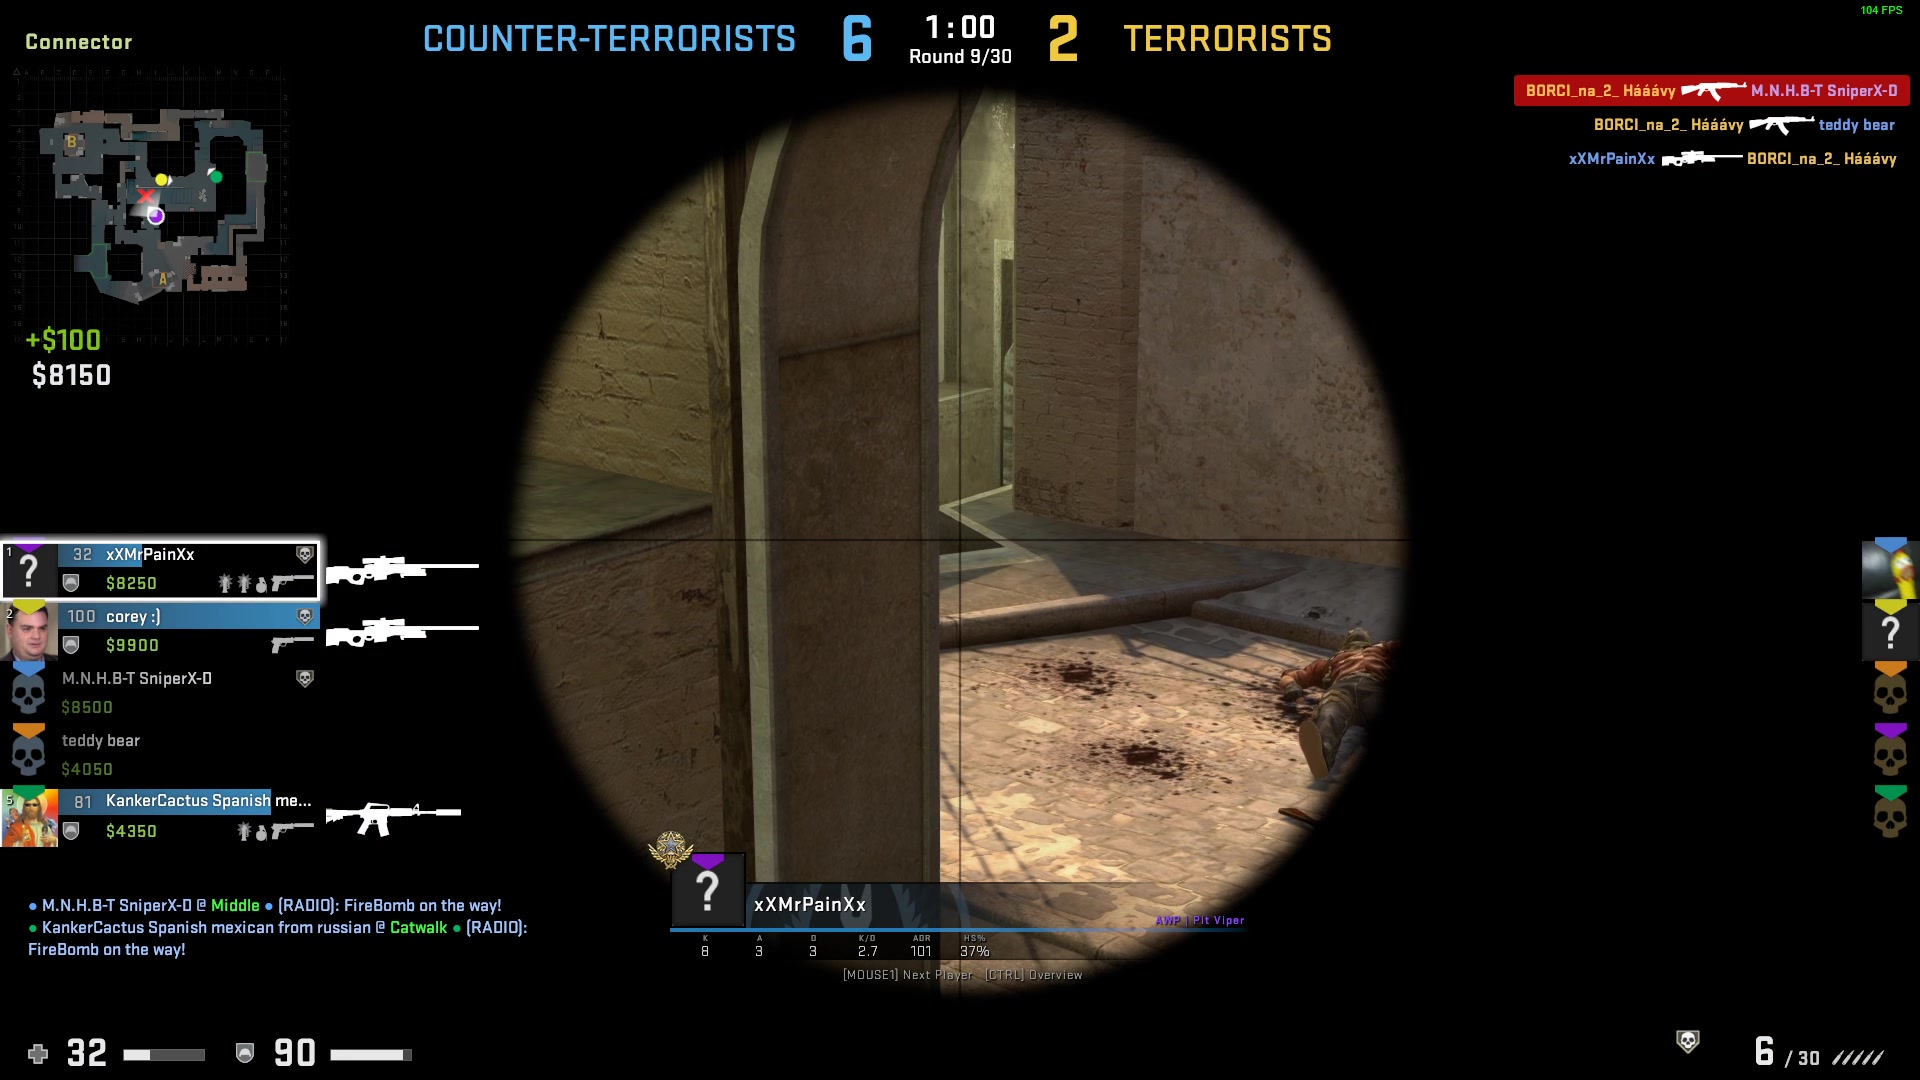 104 FPS
Connector
COUNTER-TERRORISTS 6 1:00 2 TERRORISTS
Round 9/30
BORCI_na_2_ Hááávy M.N.H.B-T SniperX-D
BORCI_na_2_ Hááávy teddy bear
xXMrPainXx BORCI_na_2_ Hááávy
B
A
+$100
$8150
1 ? 32 xXMrPainXx
$8250
2 100 corey :)
$9900
M.N.H.B-T SniperX-D
$8500
teddy bear
$4050
5 81 KankerCactus Spanish me...
$4350
?
● M.N.H.B-T SniperX-D @ Middle ● (RADIO): FireBomb on the way!
● KankerCactus Spanish mexican from russian @ Catwalk ● (RADIO):
FireBomb on the way!
? xXMrPainXx
AWP | Pit Viper
K A D K/D ADR HS%
8 3 3 2.7 101 37%
[MOUSE1] Next Player [CTRL] Overview
32 90
6 / 30